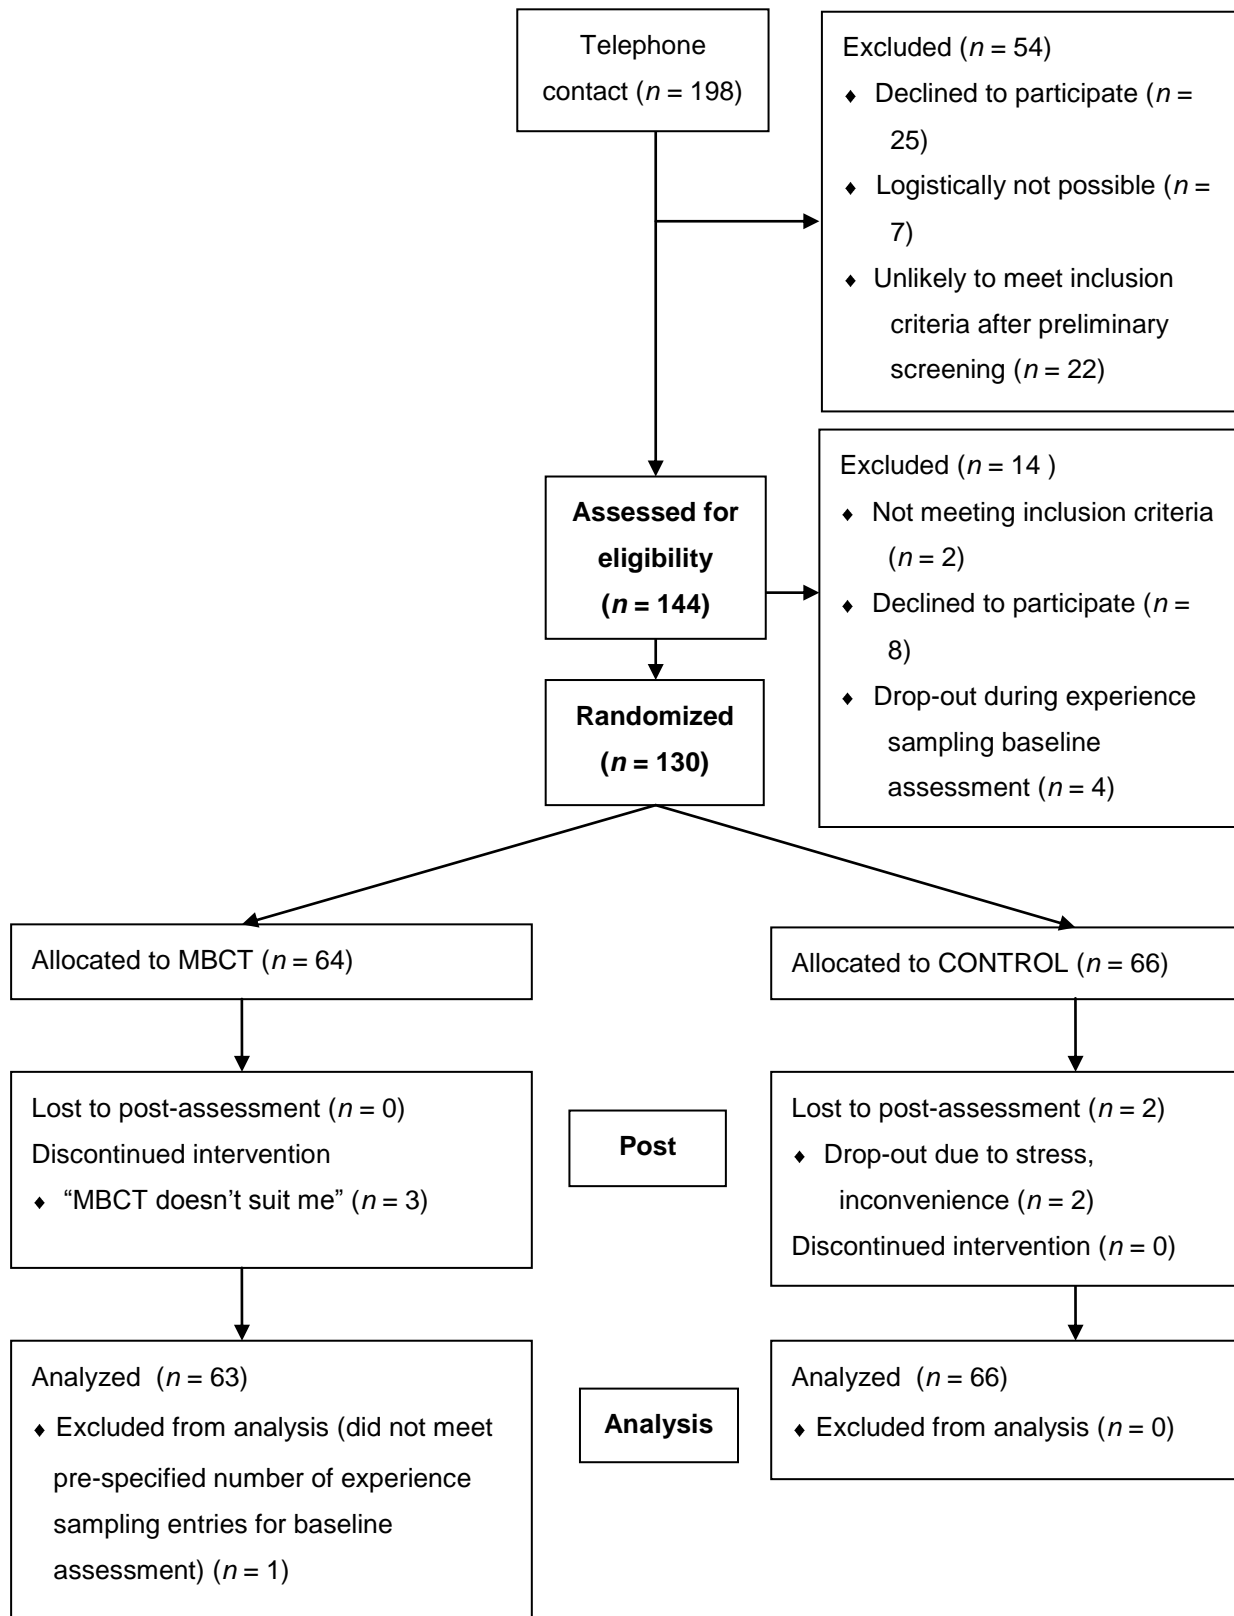 Telephone
contact (n = 198)
Excluded (n = 54)
♦ Declined to participate (n =
25)
♦ Logistically not possible (n =
7)
♦ Unlikely to meet inclusion
criteria after preliminary
screening (n = 22)
Assessed for
eligibility
(n = 144)
Excluded (n = 14 )
♦ Not meeting inclusion criteria
(n = 2)
♦ Declined to participate (n =
8)
♦ Drop-out during experience
sampling baseline
assessment (n = 4)
Randomized
(n = 130)
Allocated to MBCT (n = 64)
Allocated to CONTROL (n = 66)
Lost to post-assessment (n = 0)
Discontinued intervention
♦ “MBCT doesn’t suit me” (n = 3)
Post
Lost to post-assessment (n = 2)
♦ Drop-out due to stress,
inconvenience (n = 2)
Discontinued intervention (n = 0)
Analyzed (n = 63)
♦ Excluded from analysis (did not meet
pre-specified number of experience
sampling entries for baseline
assessment) (n = 1)
Analysis
Analyzed (n = 66)
♦ Excluded from analysis (n = 0)